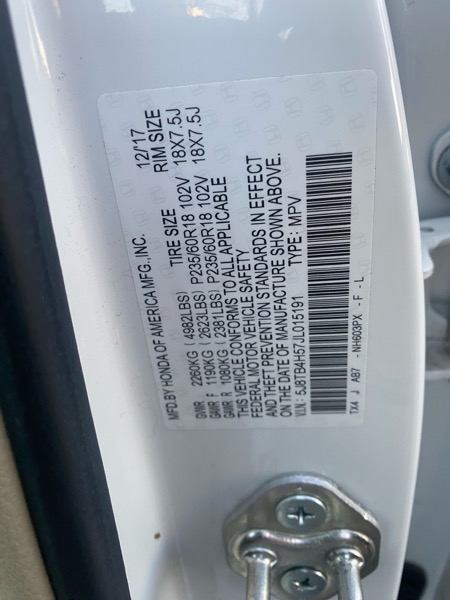 MFD.BY HONDA OF AMERICA MFG.,INC. 12/'17
TIRE SIZE RIM SIZE
GVWR 2260KG (4982LBS)
GAWR F 1190KG (2623LBS) P235/60R18 102V 18X7.5J
GAWR R 1080KG (2381LBS) P235/60R18 102V 18X7.5J
THIS VEHICLE CONFORMS TO ALL APPLICABLE
FEDERAL MOTOR VEHICLE SAFETY
AND THEFT PREVENTION STANDARDS IN EFFECT
ON THE DATE OF MANUFACTURE SHOWN ABOVE.
V.I.N.: 5J8TB4H57JL015191 TYPE: MPV
TX4 J AB7 - NH603PX - F - L